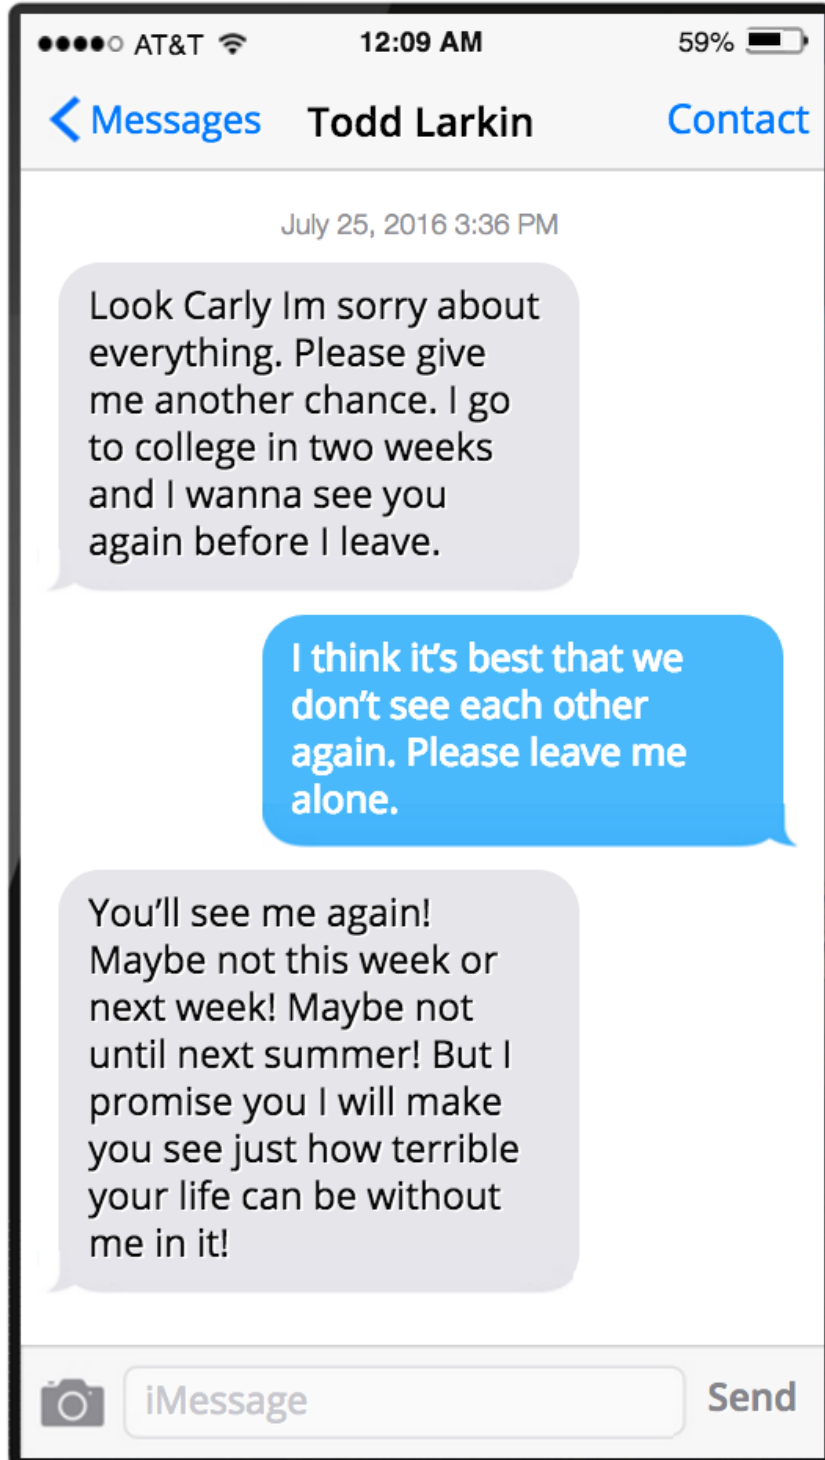 AT&T 12:09 AM 59%
Messages Todd Larkin Contact
July 25, 2016 3:36 PM
Look Carly Im sorry about
everything. Please give
me another chance. I go
to college in two weeks
and I wanna see you
again before I leave.
I think it’s best that we
don’t see each other
again. Please leave me
alone.
You’ll see me again!
Maybe not this week or
next week! Maybe not
until next summer! But I
promise you I will make
you see just how terrible
your life can be without
me in it!
iMessage Send